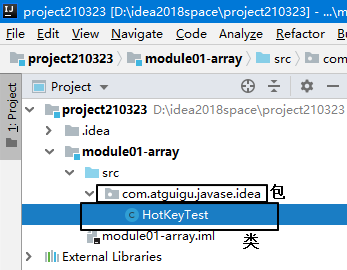 project210323 [D:\idea2018space\project210323] - ...\m
File Edit View Navigate Code Analyze Refactor
project210323 module01-array src com
1: Project
Project
project210323 D:\idea2018space\project210323
.idea
module01-array
src
com.atguigu.javase.idea 包
HotKeyTest
类
module01-array.iml
External Libraries